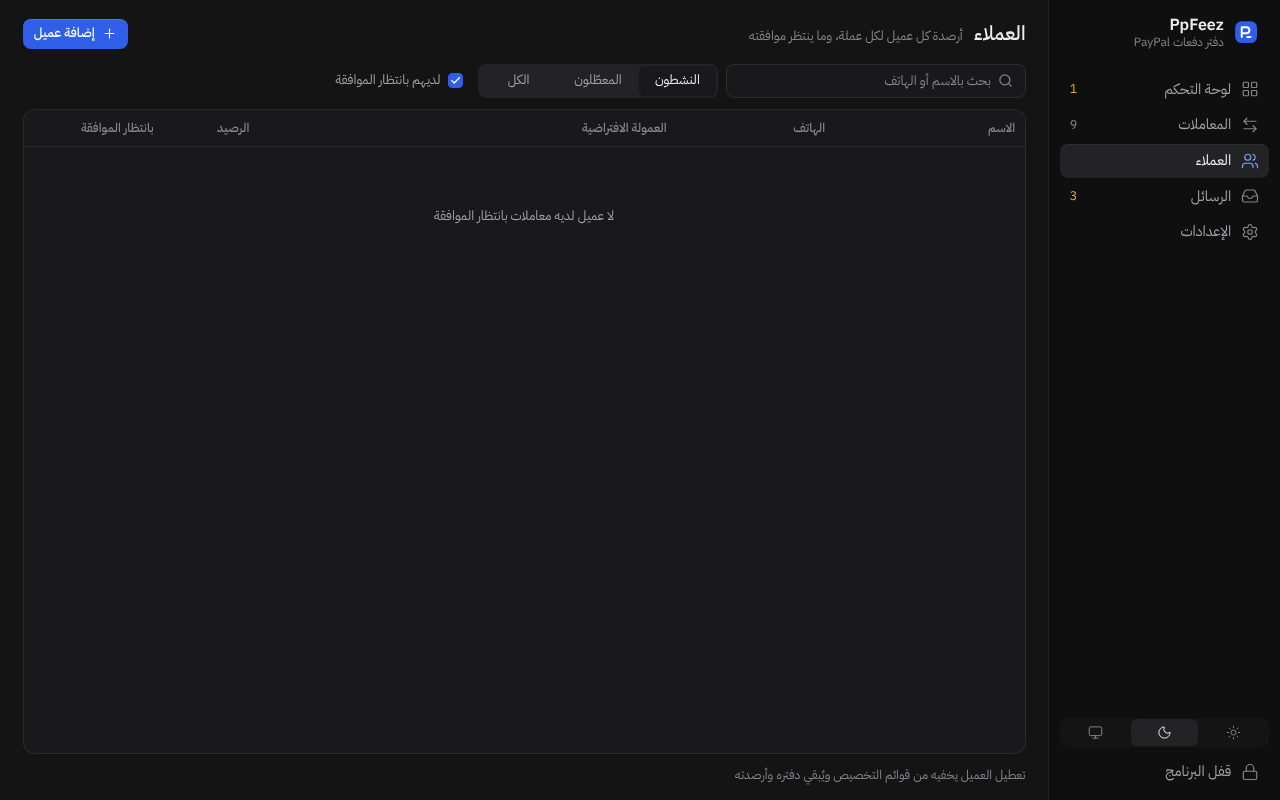 PpFeez
دفتر دفعات PayPal
لوحة التحكم 1
المعاملات 9
العملاء
الرسائل 3
الإعدادات
قفل البرنامج
العملاء أرصدة كل عميل لكل عملة، وما ينتظر موافقته
إضافة عميل
بحث بالاسم أو الهاتف
النشطون المعطّلون الكل
لديهم بانتظار الموافقة
الاسم الهاتف العمولة الافتراضية الرصيد بانتظار الموافقة
لا عميل لديه معاملات بانتظار الموافقة
تعطيل العميل يخفيه من قوائم التخصيص ويُبقي دفتره وأرصدته